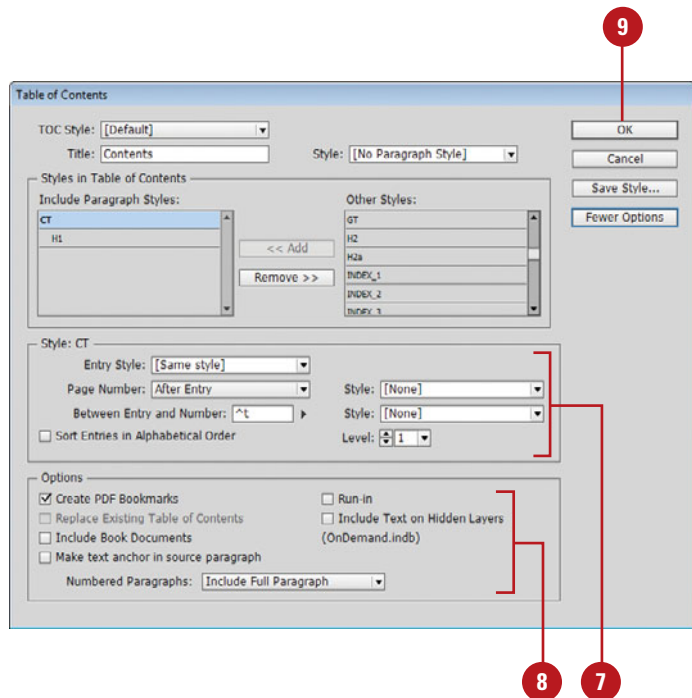 9
Table of Contents
TOC Style: [Default]
OK
Title: Contents Style: [No Paragraph Style]
Cancel
Styles in Table of Contents
Save Style...
Include Paragraph Styles: Other Styles:
Fewer Options
CT GT
H1 H2
<< Add
H2a
Remove >> INDEX_1
INDEX_2
INDEX_3
Style: CT
Entry Style: [Same style]
Page Number: After Entry Style: [None]
Between Entry and Number: ^t Style: [None]
Sort Entries in Alphabetical Order Level: 1
Options
Create PDF Bookmarks Run-in
Replace Existing Table of Contents Include Text on Hidden Layers
Include Book Documents (OnDemand.indb)
Make text anchor in source paragraph
Numbered Paragraphs: Include Full Paragraph
8 7